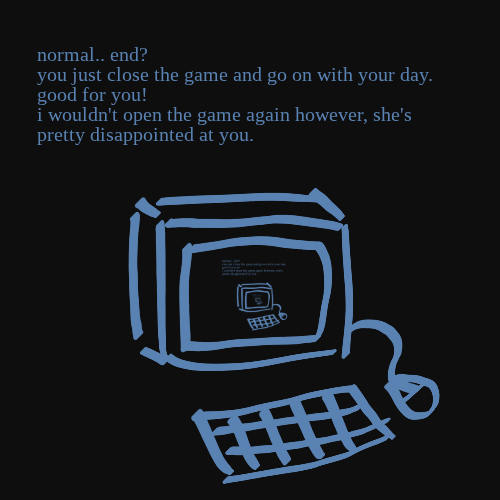 normal.. end?
you just close the game and go on with your day.
good for you!
i wouldn't open the game again however, she's
pretty disappointed at you.